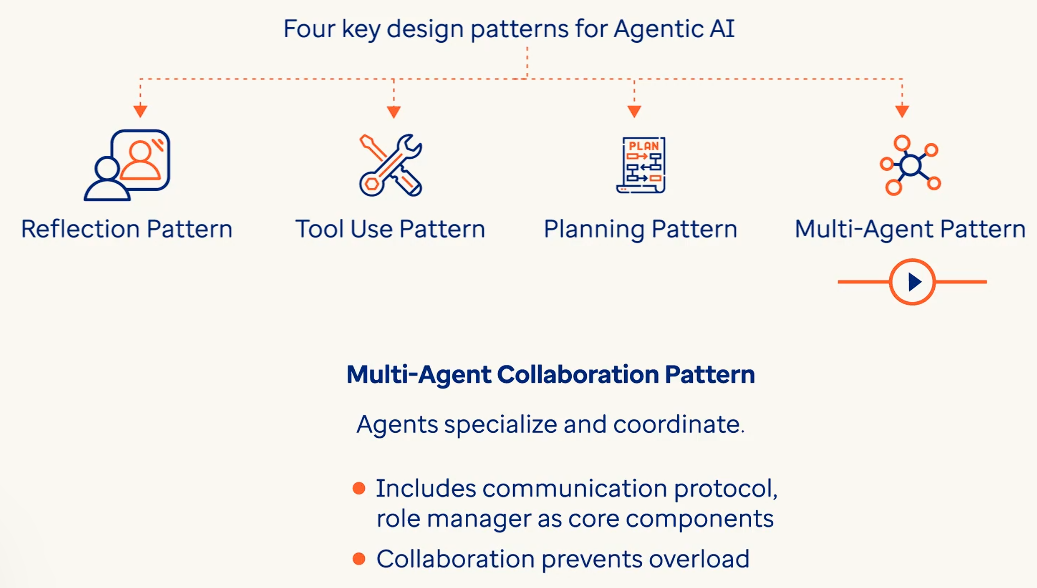 Four key design patterns for Agentic AI
PLAN
Reflection Pattern
Tool Use Pattern
Planning Pattern
Multi-Agent Pattern
Multi-Agent Collaboration Pattern
Agents specialize and coordinate.
Includes communication protocol,
role manager as core components
Collaboration prevents overload